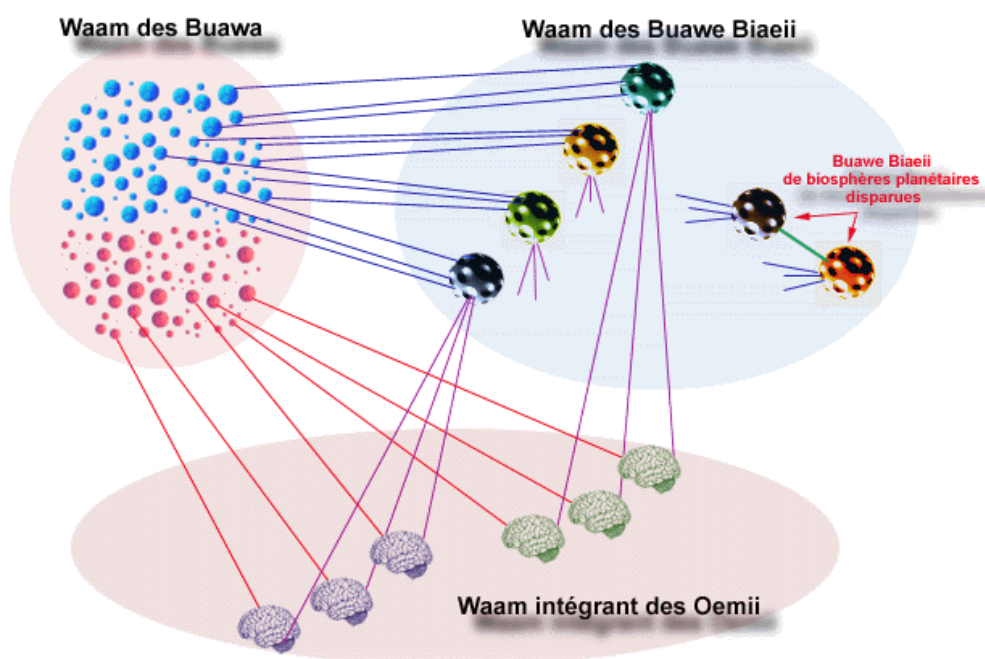 Waam des Buawa
Waam des Buawe Biaeii
Buawe Biaeii
de biosphères planétaires
disparues
Waam intégrant des Oemii